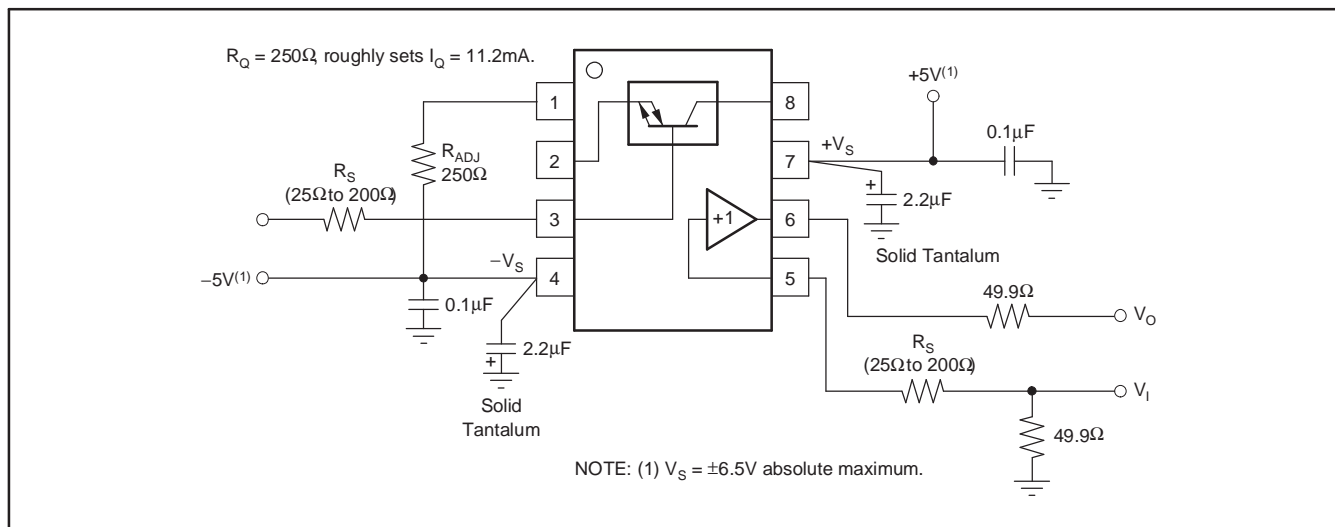 R_Q = 250Ω, roughly sets I_Q = 11.2mA.
1
8
+5V(1)
0.1µF
R_ADJ
250Ω
2
7
+V_S
+
2.2µF
Solid Tantalum
R_S
(25Ω to 200Ω)
3
+1
6
−5V(1)
−V_S
4
5
0.1µF
+
2.2µF
Solid
Tantalum
49.9Ω
V_O
R_S
(25Ω to 200Ω)
V_I
49.9Ω
NOTE: (1) V_S = ±6.5V absolute maximum.